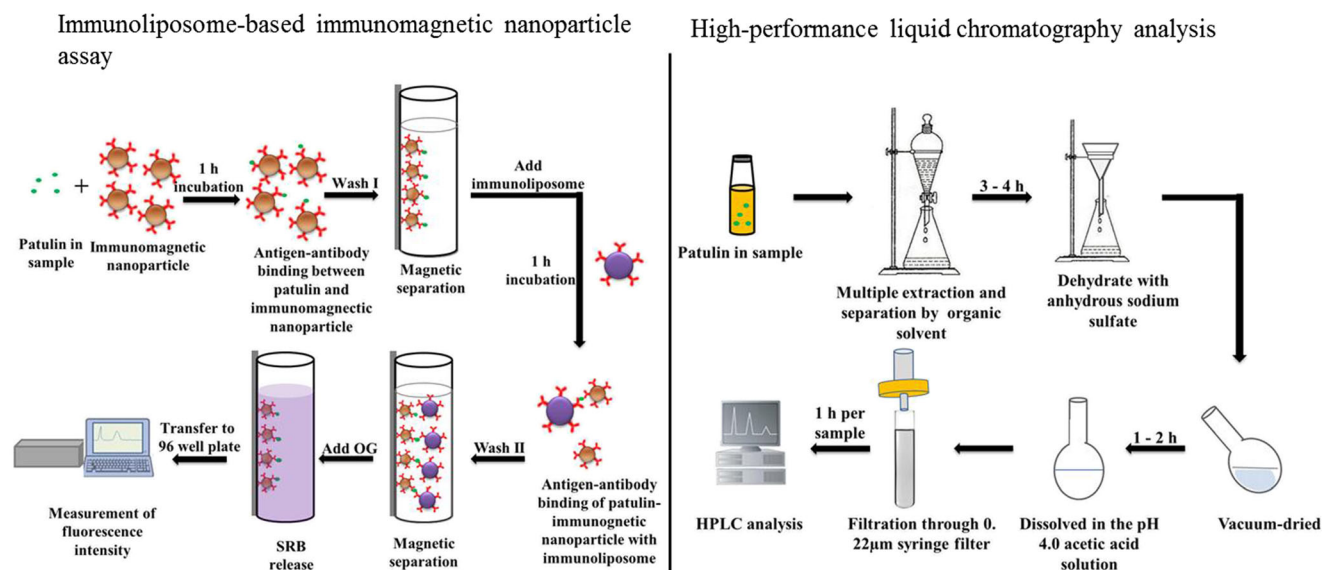 Immunoliposome-based immunomagnetic nanoparticle
assay
Patulin in
sample
+
Immunomagnetic
nanoparticle
1 h
incubation
Antigen-antibody
binding between
patulin and
immunomagnectic
nanoparticle
Wash I
Magnetic
separation
Add
immunoliposome
1 h
incubation
Antigen-antibody
binding of patulin-
immunognetic
nanoparticle with
immunoliposome
Wash II
Magnetic
separation
Add OG
SRB
release
Transfer to
96 well plate
Measurement of
fluorescence
intensity
High-performance liquid chromatography analysis
Patulin in sample
Multiple extraction and
separation by organic
solvent
3 - 4 h
Dehydrate with
anhydrous sodium
sulfate
Vacuum-dried
1 - 2 h
Dissolved in the pH
4.0 acetic acid
solution
Filtration through 0.
22μm syringe filter
1 h per
sample
HPLC analysis